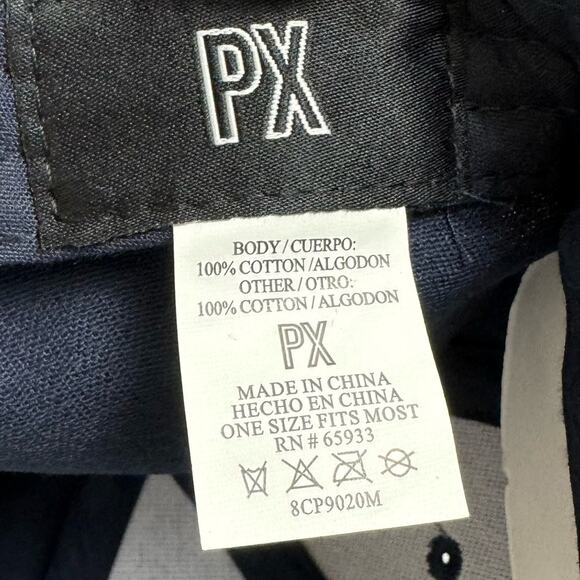 PX
BODY/CUERPO:
100% COTTON/ALGODON
OTHER/OTRO:
100% COTTON/ALGODON
PX
MADE IN CHINA
HECHO EN CHINA
ONE SIZE FITS MOST
RN # 65933
8CP9020M